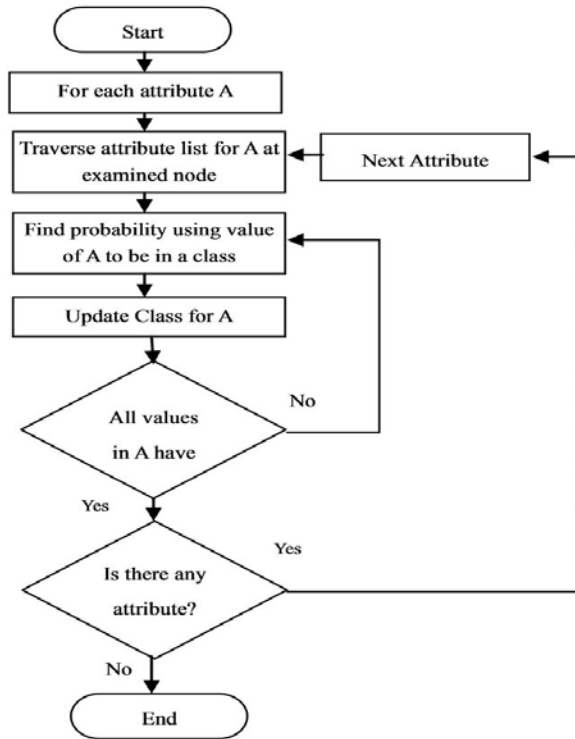 Start
For each attribute A
Traverse attribute list for A at
examined node
Next Attribute
Find probability using value
of A to be in a class
Update Class for A
All values
in A have
No
Yes
Is there any
attribute?
Yes
No
End